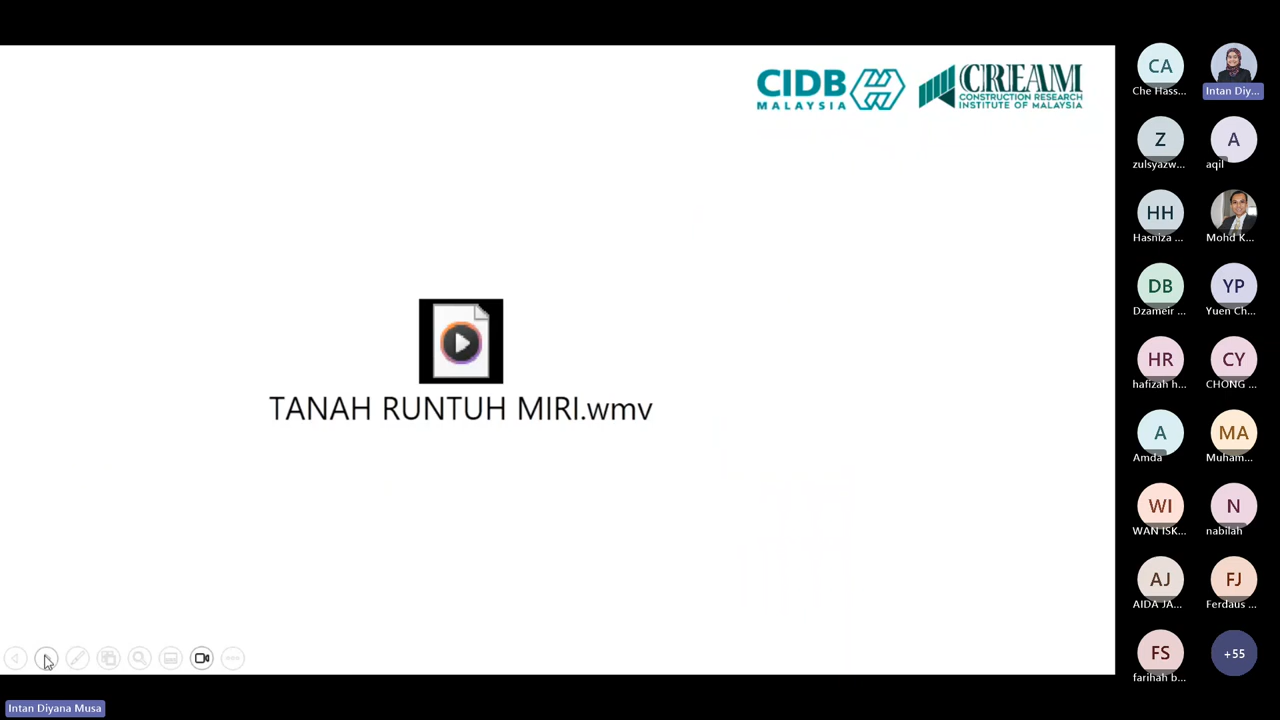 CIDB
MALAYSIA
CREAM
CONSTRUCTION RESEARCH
INSTITUTE OF MALAYSIA
TANAH RUNTUH MIRI.wmv
CA
Che Hass...
Intan Diy...
Z
zulsyazw...
A
aqil
HH
Hasniza ...
Mohd K...
DB
Dzameir ...
YP
Yuen Ch...
HR
hafizah h...
CY
CHONG ...
A
Amda
MA
Muham...
WI
WAN ISK...
N
nabilah
AJ
AIDA JA...
FJ
Ferdaus ...
FS
farihah b...
+55
Intan Diyana Musa